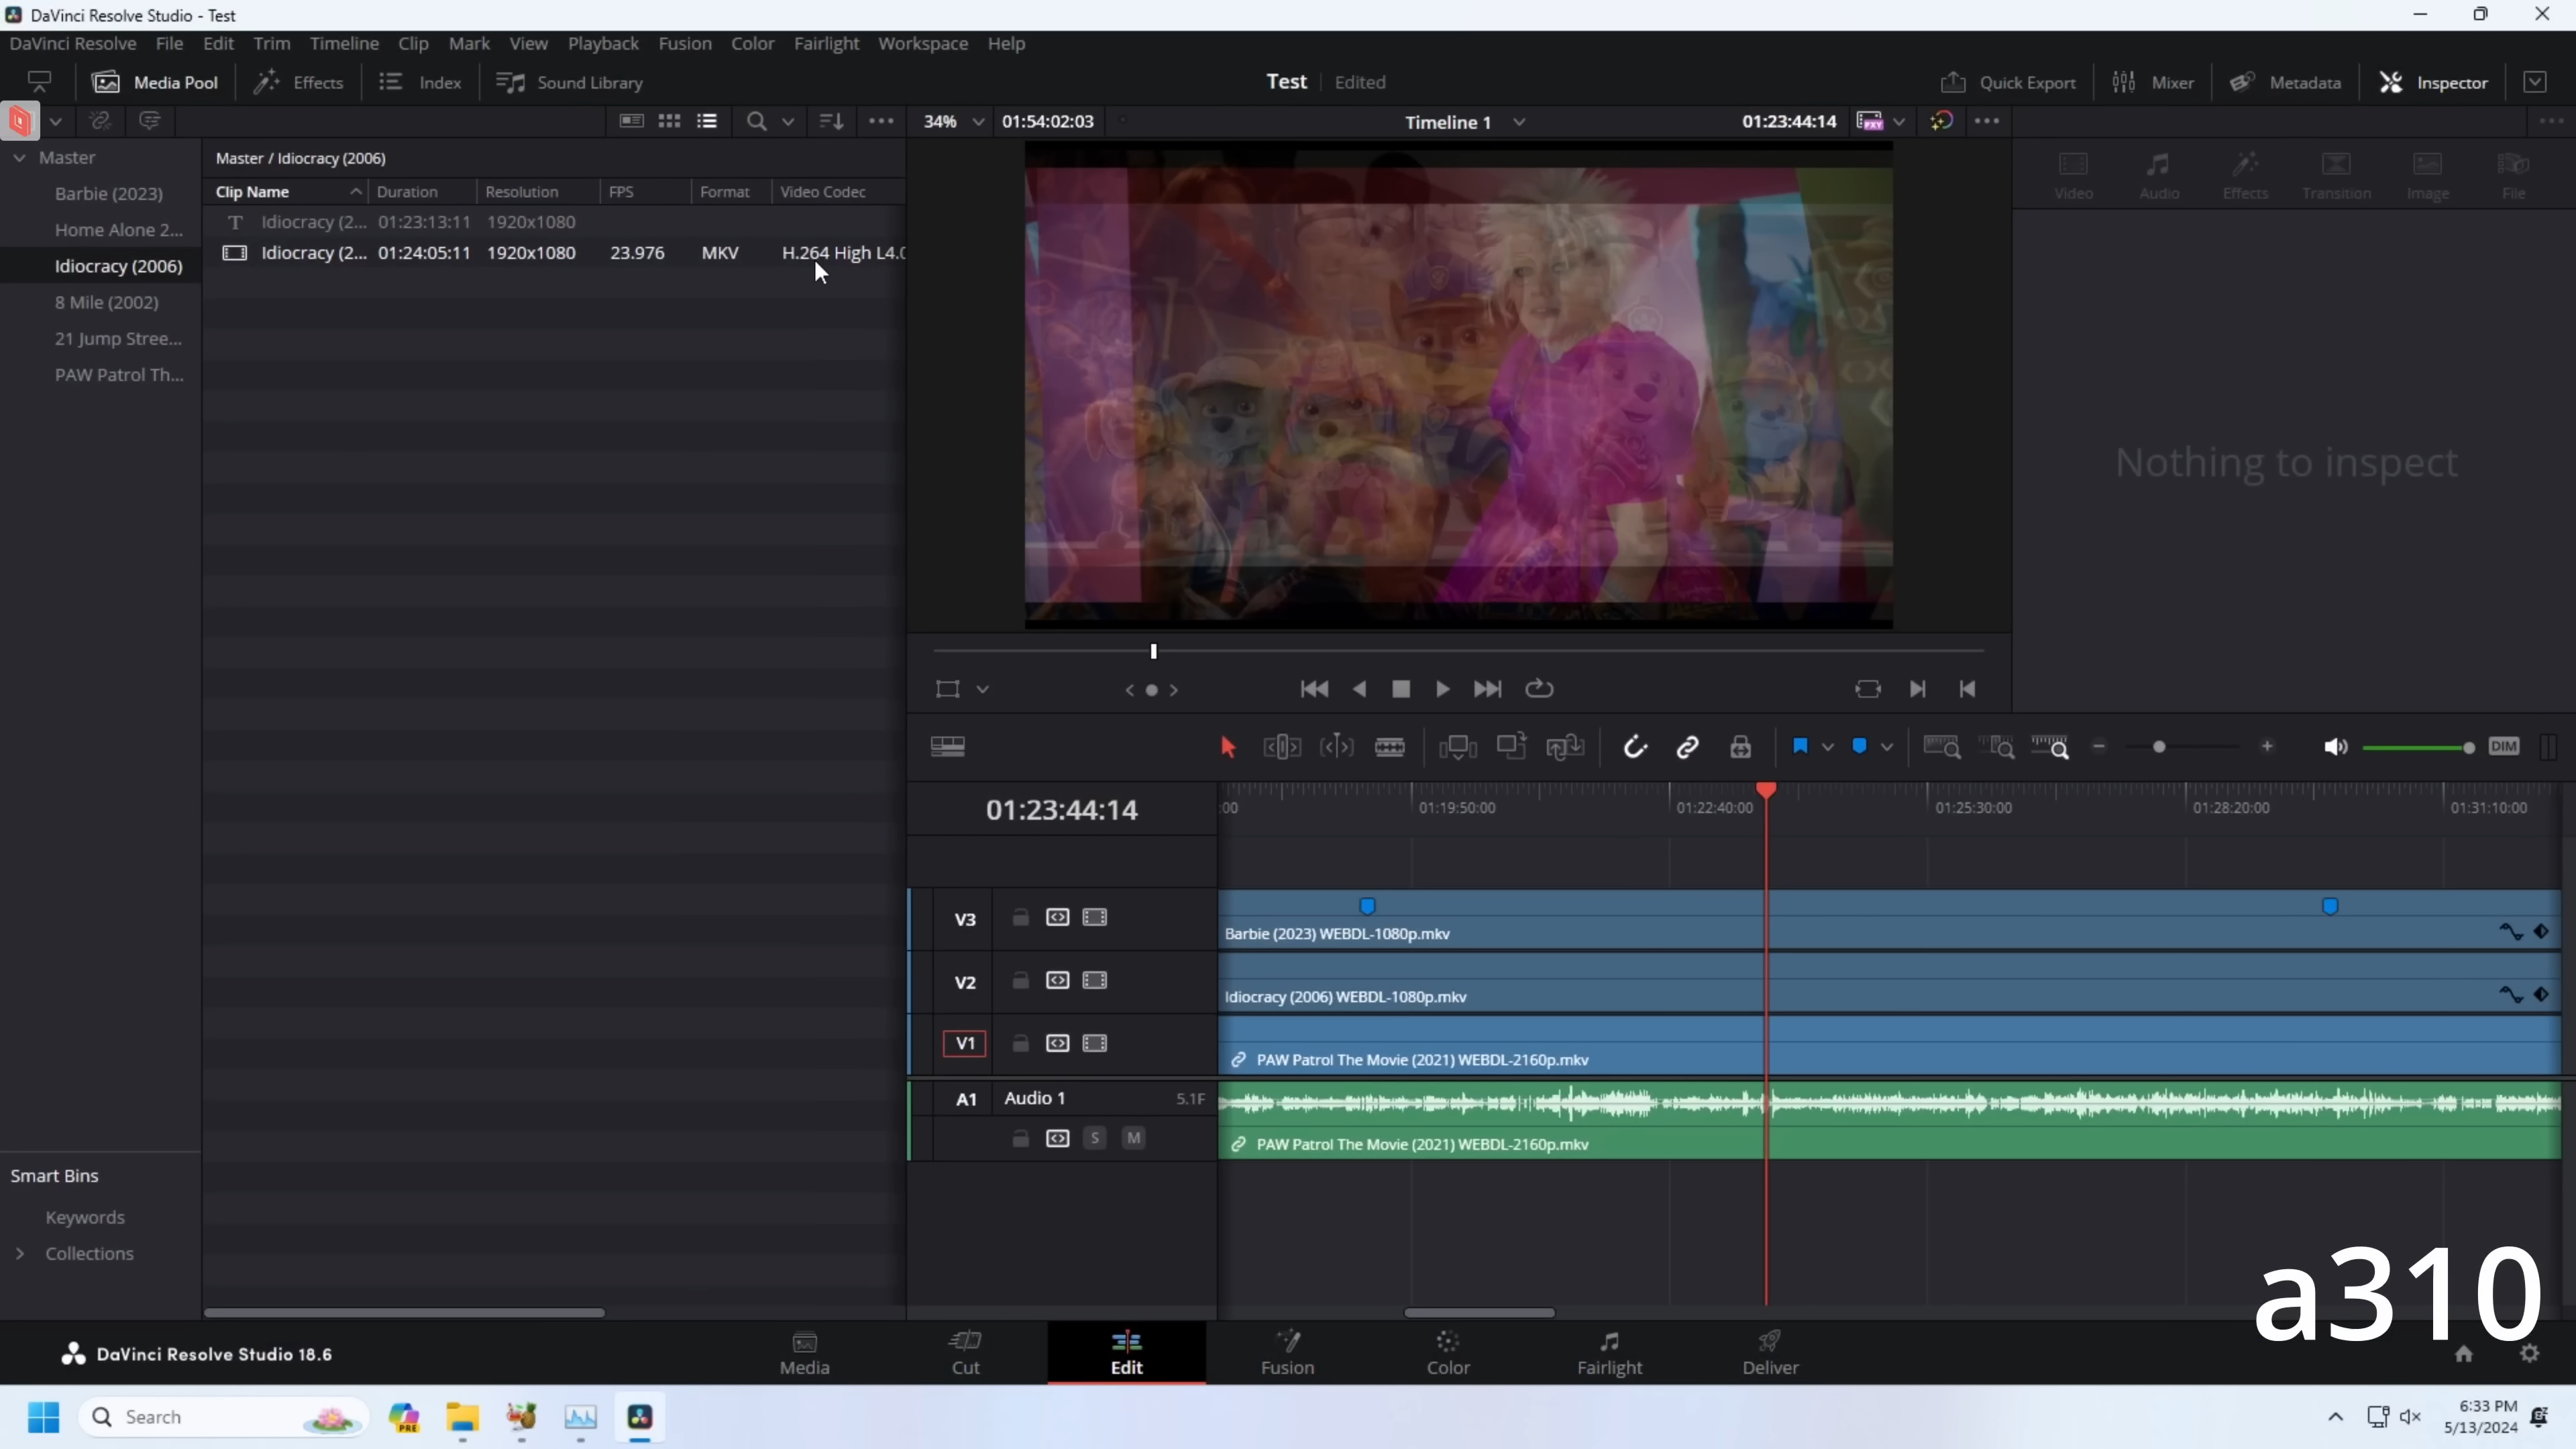 DaVinci Resolve Studio - Test
DaVinci Resolve File Edit Trim Timeline Clip Mark View Playback Fusion Color Fairlight Workspace Help
Media Pool Effects Index Sound Library Test Edited Quick Export Mixer Metadata Inspector
34% 01:54:02:03 Timeline 1 01:23:44:14 PXY
Master
Barbie (2023)
Home Alone 2...
Idiocracy (2006)
8 Mile (2002)
21 Jump Stree...
PAW Patrol Th...
Master / Idiocracy (2006)
Clip Name Duration Resolution FPS Format Video Codec
T Idiocracy (2... 01:23:13:11 1920x1080
Idiocracy (2... 01:24:05:11 1920x1080 23.976 MKV H.264 High L4.0
Video Audio Effects Transition Image File
Nothing to inspect
DIM
01:23:44:14
:00 01:19:50:00 01:22:40:00 01:25:30:00 01:28:20:00 01:31:10:00
V3
Barbie (2023) WEBDL-1080p.mkv
V2
Idiocracy (2006) WEBDL-1080p.mkv
V1
PAW Patrol The Movie (2021) WEBDL-2160p.mkv
A1 Audio 1 5.1F
S M
PAW Patrol The Movie (2021) WEBDL-2160p.mkv
Smart Bins
Keywords
Collections
a310
DaVinci Resolve Studio 18.6
Media Cut Edit Fusion Color Fairlight Deliver
Search
PRE
6:33 PM
5/13/2024